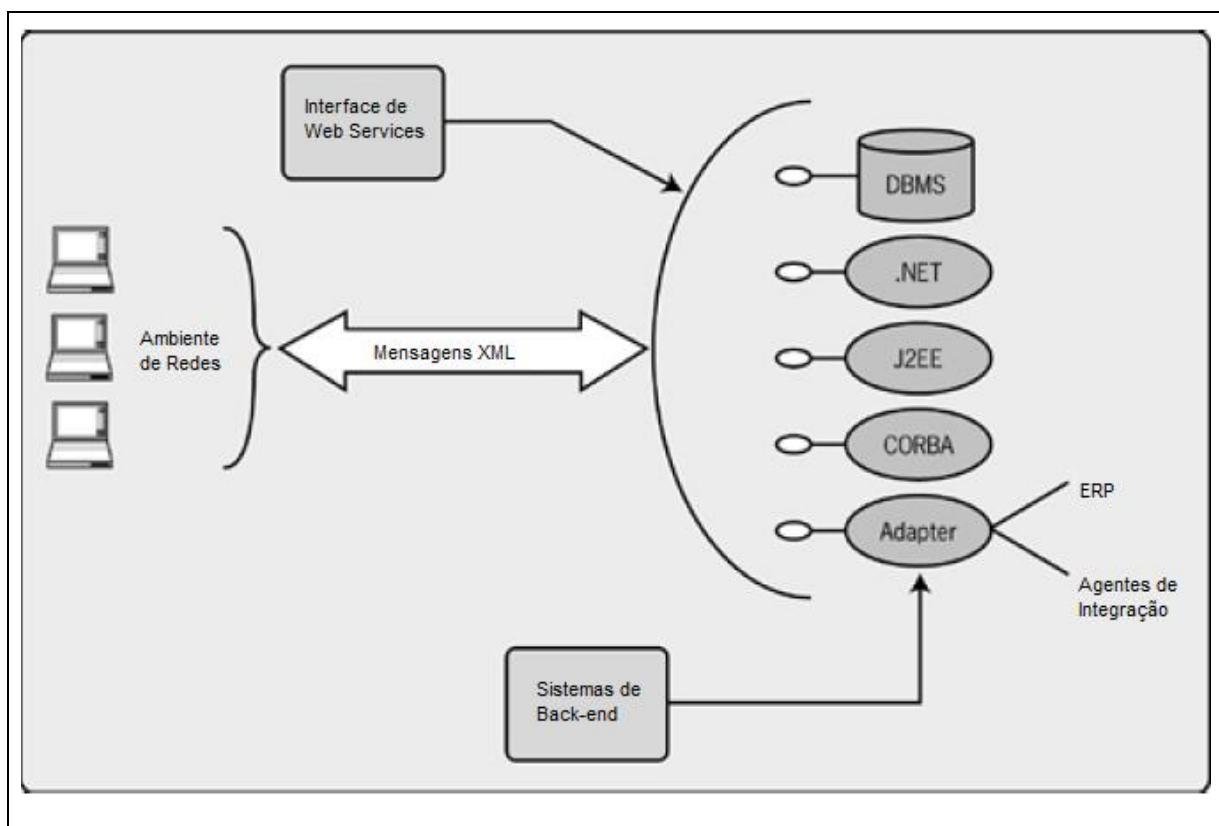 Interface de
Web Services
DBMS
.NET
Ambiente
de Redes
Mensagens XML
J2EE
CORBA
ERP
Adapter
Agentes de
Integração
Sistemas de
Back-end